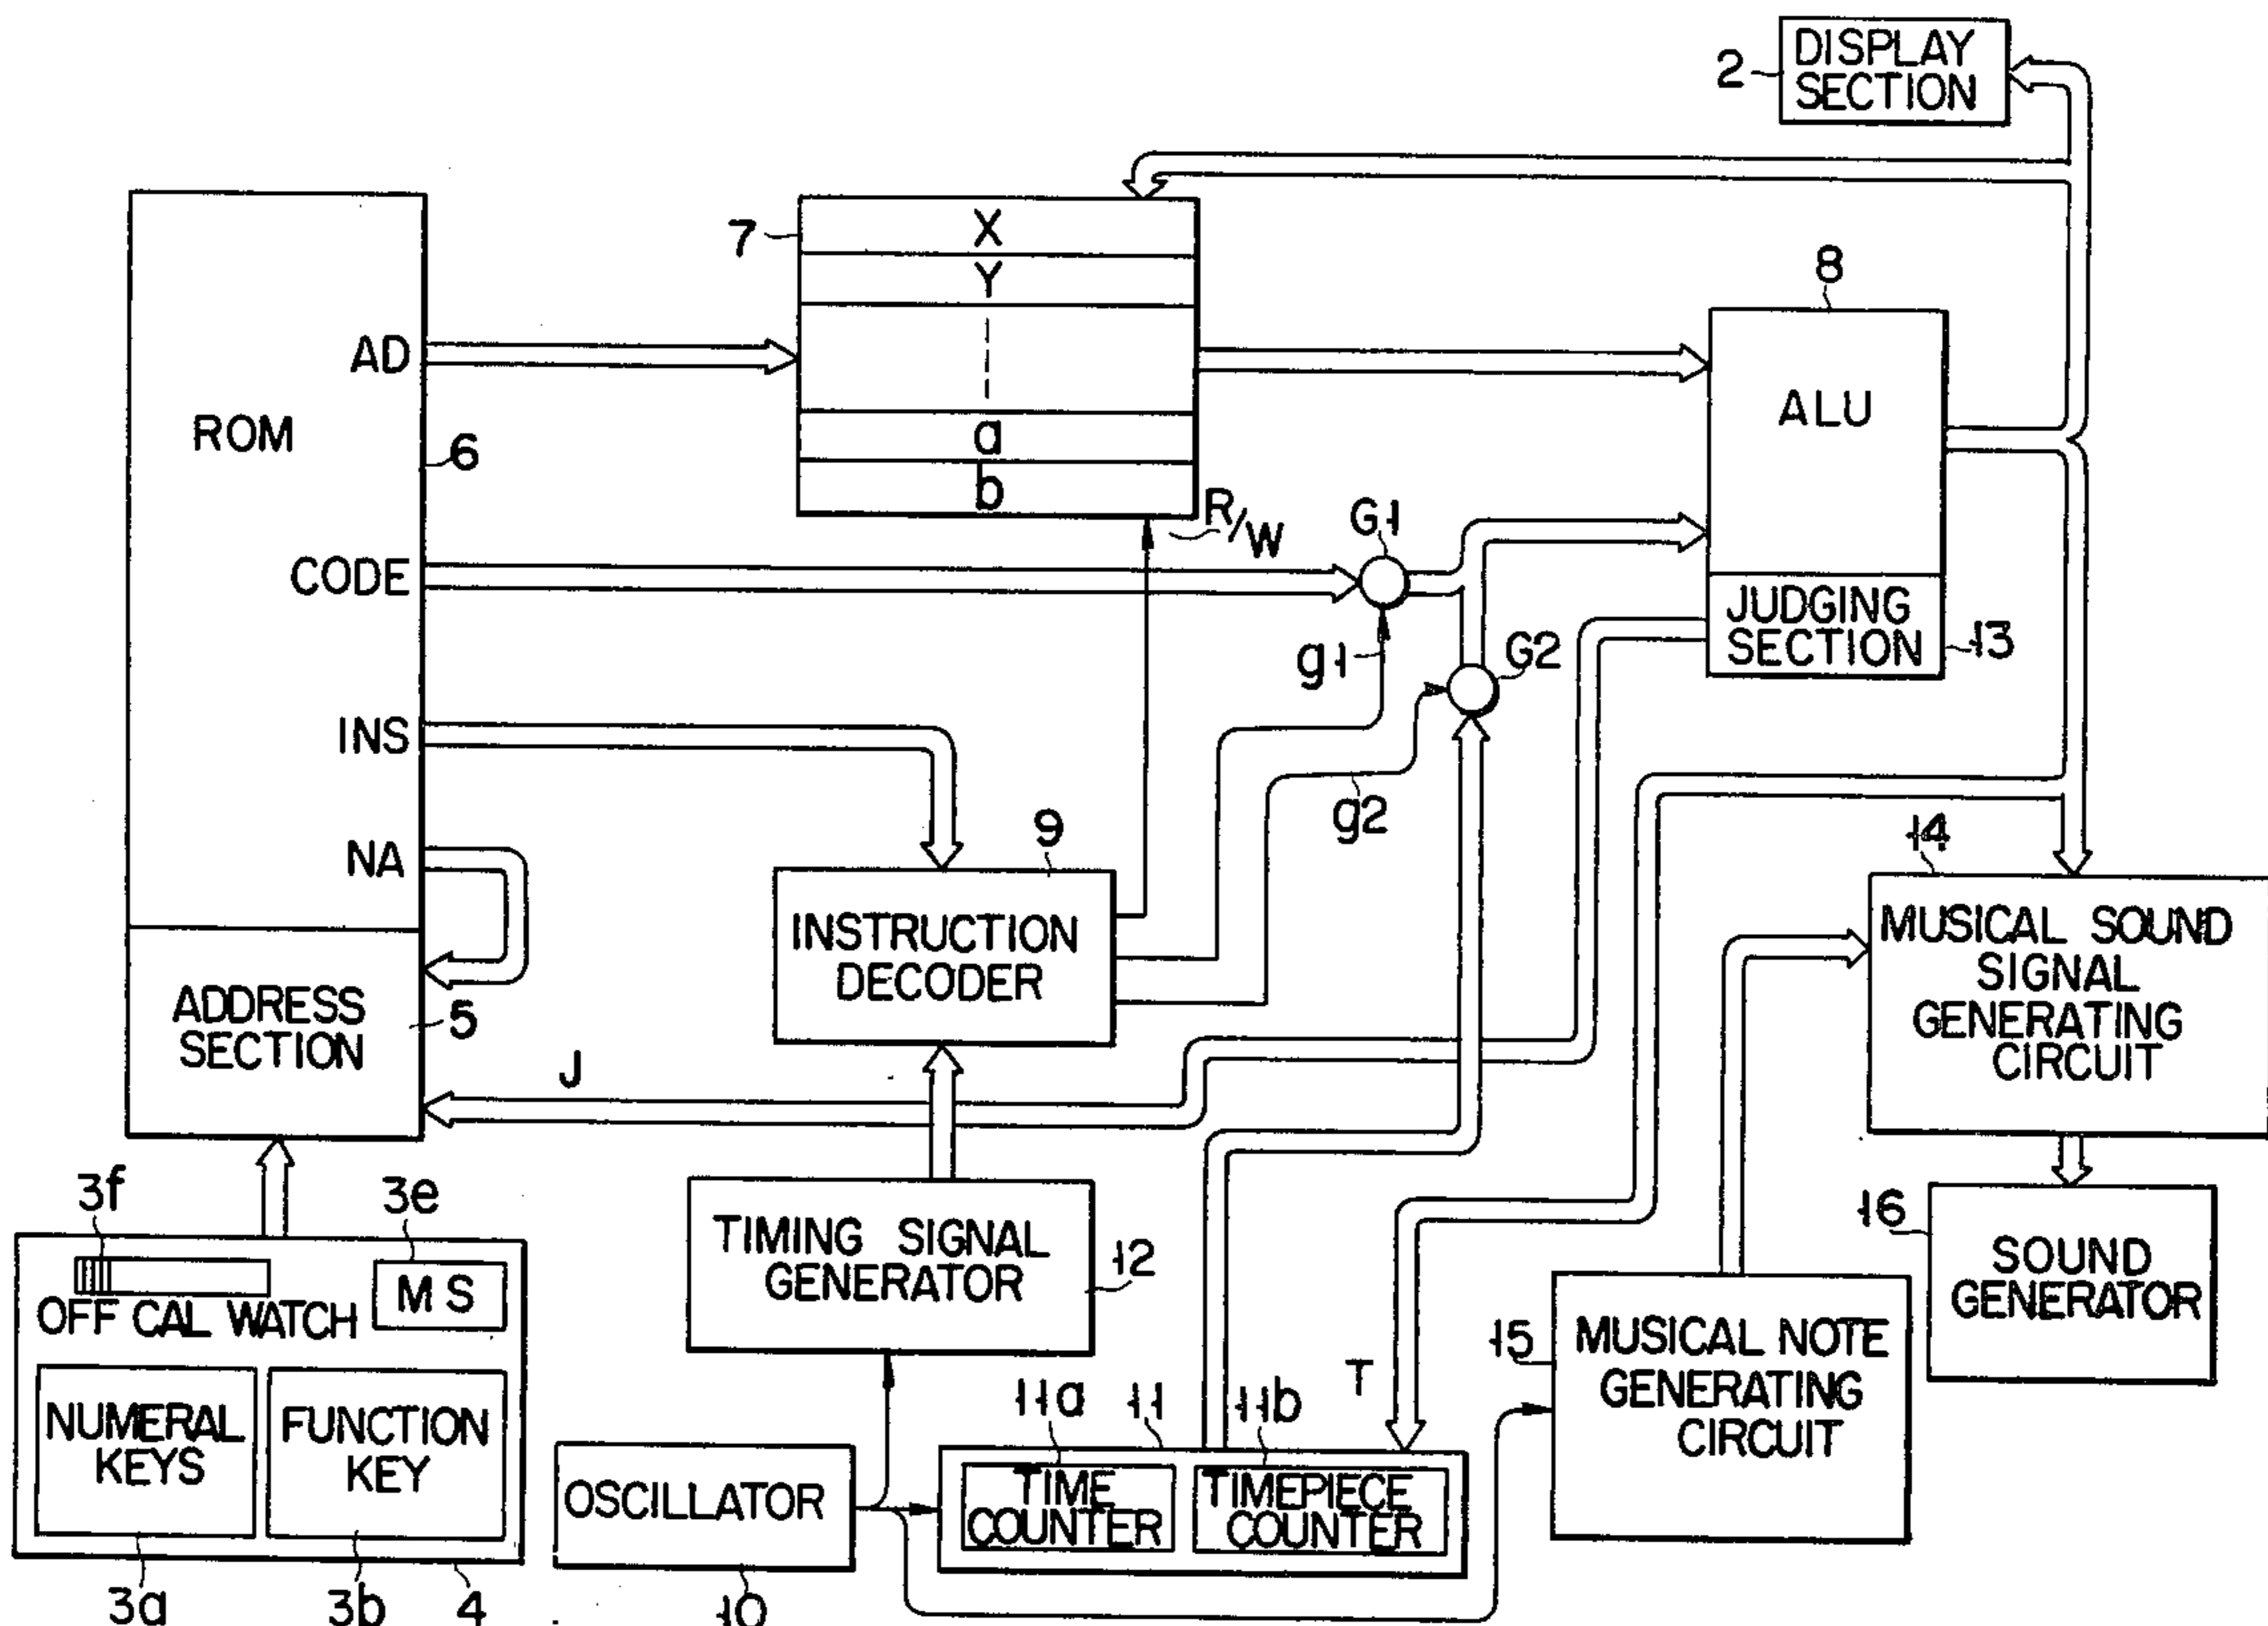 2
DISPLAY
SECTION
7
X
Y
a
b
8
ALU
ROM
AD
6
R/W
G1
CODE
JUDGING
SECTION
13
g1
G2
INS
g2
NA
9
14
INSTRUCTION
DECODER
MUSICAL SOUND
SIGNAL
GENERATING
CIRCUIT
ADDRESS
SECTION
5
J
3f
3e
16
TIMING SIGNAL
GENERATOR
12
SOUND
GENERATOR
M S
OFF CAL WATCH
15
MUSICAL NOTE
GENERATING
CIRCUIT
T
11a
11
11b
NUMERAL
KEYS
FUNCTION
KEY
OSCILLATOR
TIME
COUNTER
TIMEPIECE
COUNTER
3a
3b
4
10